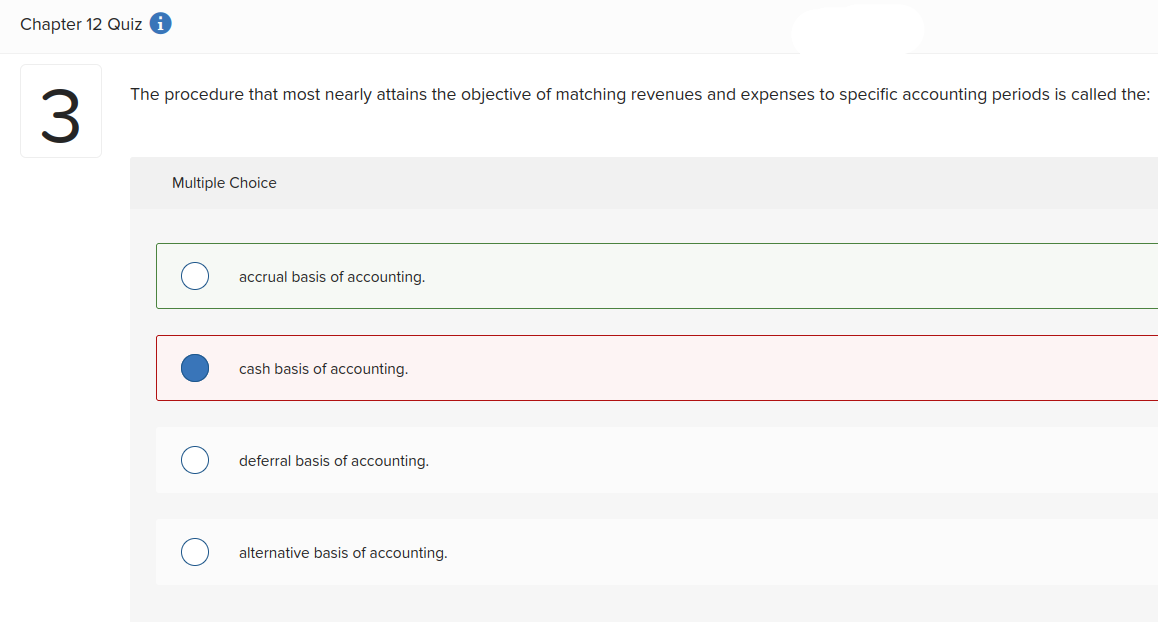 Chapter 12 Quiz i
3
The procedure that most nearly attains the objective of matching revenues and expenses to specific accounting periods is called the:
Multiple Choice
accrual basis of accounting.
cash basis of accounting.
deferral basis of accounting.
alternative basis of accounting.